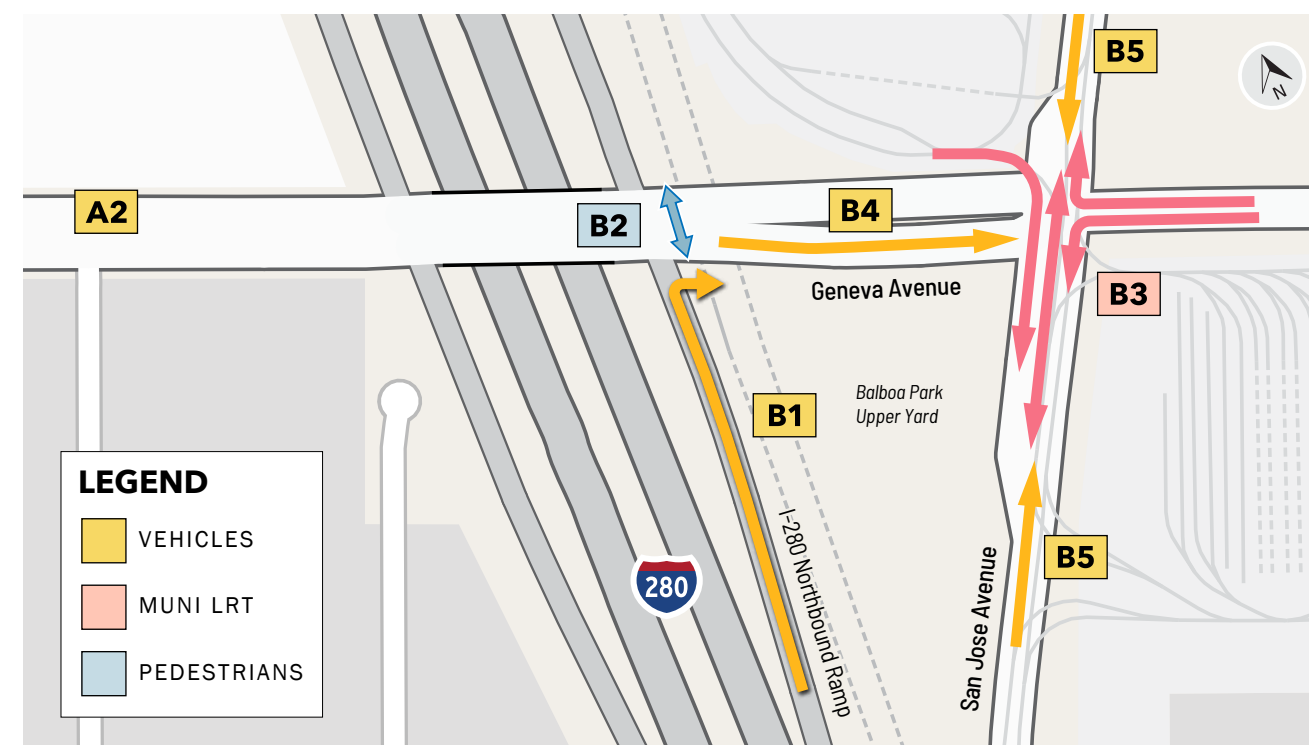 B5
N
A2
B2
B4
Geneva Avenue
B3
B1
Balboa Park
Upper Yard
LEGEND
VEHICLES
MUNI LRT
PEDESTRIANS
280
I-280 Northbound Ramp
San Jose Avenue
B5